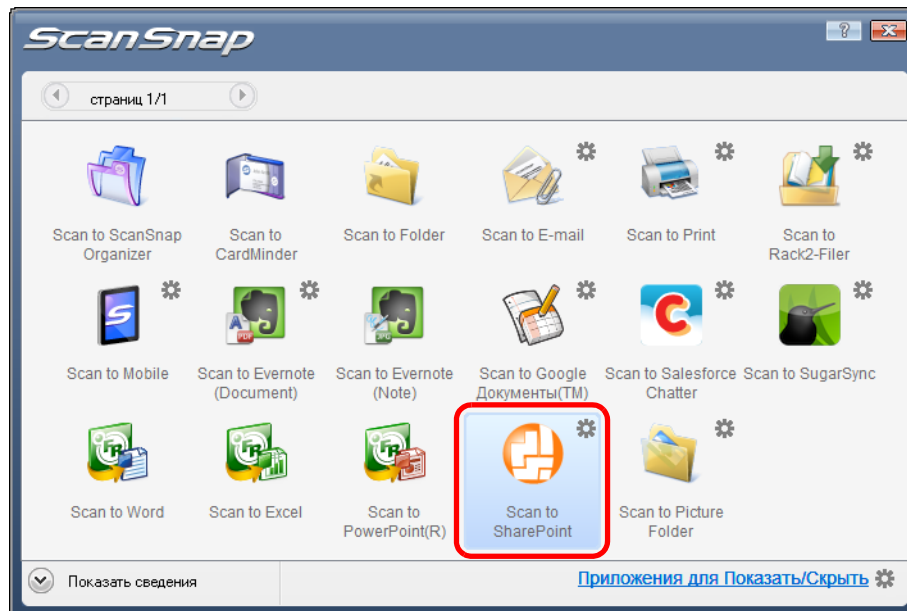 ScanSnap
страниц 1/1
Scan to ScanSnap
Organizer
Scan to
CardMinder
Scan to Folder
Scan to E-mail
Scan to Print
Scan to
Rack2-Filer
Scan to Mobile
Scan to Evernote
(Document)
Scan to Evernote
(Note)
Scan to Google
Документы(TM)
Scan to Salesforce
Chatter
Scan to SugarSync
Scan to Word
Scan to Excel
Scan to
PowerPoint(R)
Scan to
SharePoint
Scan to Picture
Folder
Показать сведения
Приложения для Показать/Скрыть